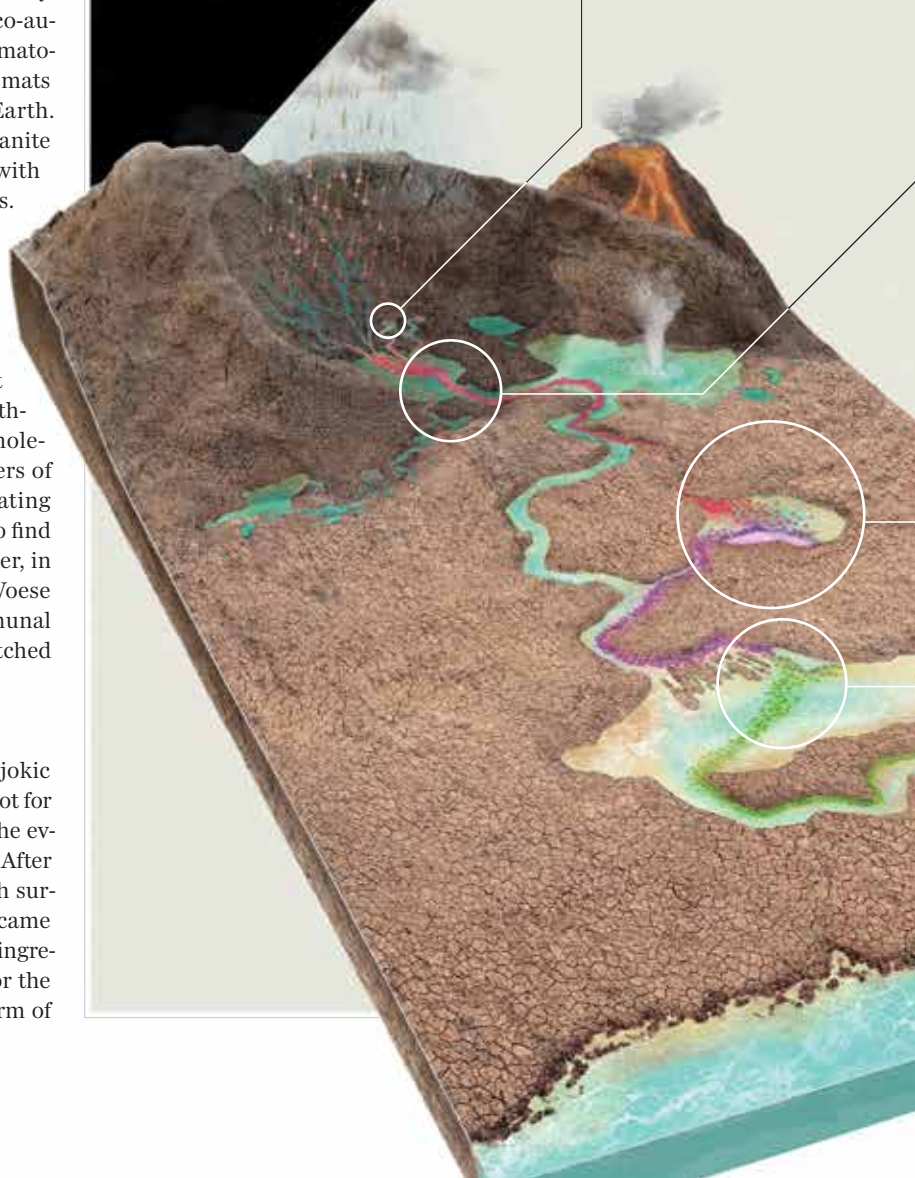 co-au-
mato-
mats
Earth.
anite
with
s.
t
th-
nole-
ers of
ating
o find
er, in
Woese
nunal
tched
jokic
ot for
he ev-
After
h sur-
came
ingre-
or the
rm of